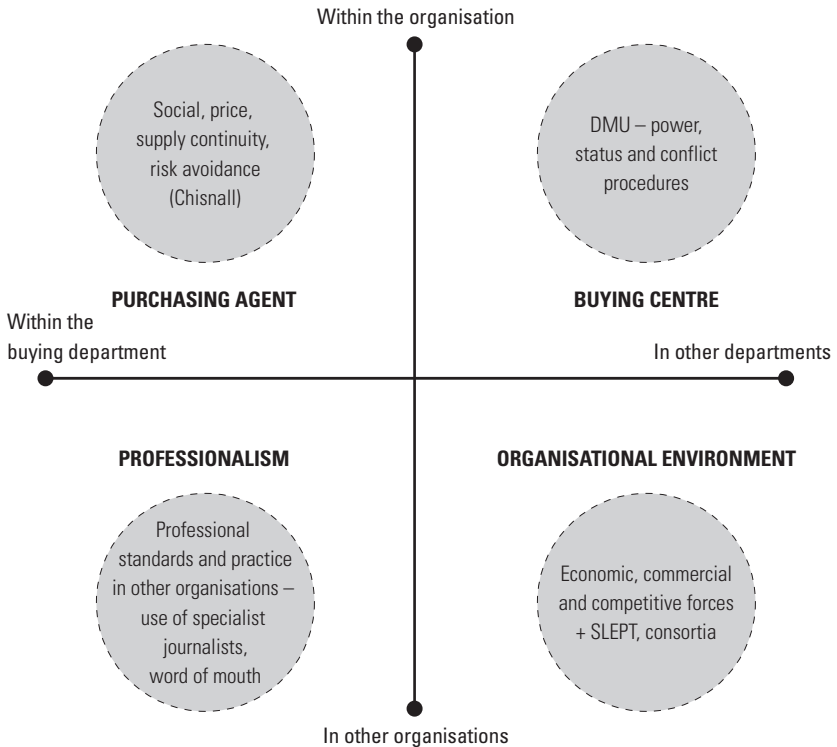 Within the organisation
Social, price,
supply continuity,
risk avoidance
(Chisnall)
DMU – power,
status and conflict
procedures
PURCHASING AGENT
BUYING CENTRE
Within the
buying department
In other departments
PROFESSIONALISM
ORGANISATIONAL ENVIRONMENT
Professional
standards and practice
in other organisations –
use of specialist
journalists,
word of mouth
Economic, commercial
and competitive forces
+ SLEPT, consortia
In other organisations